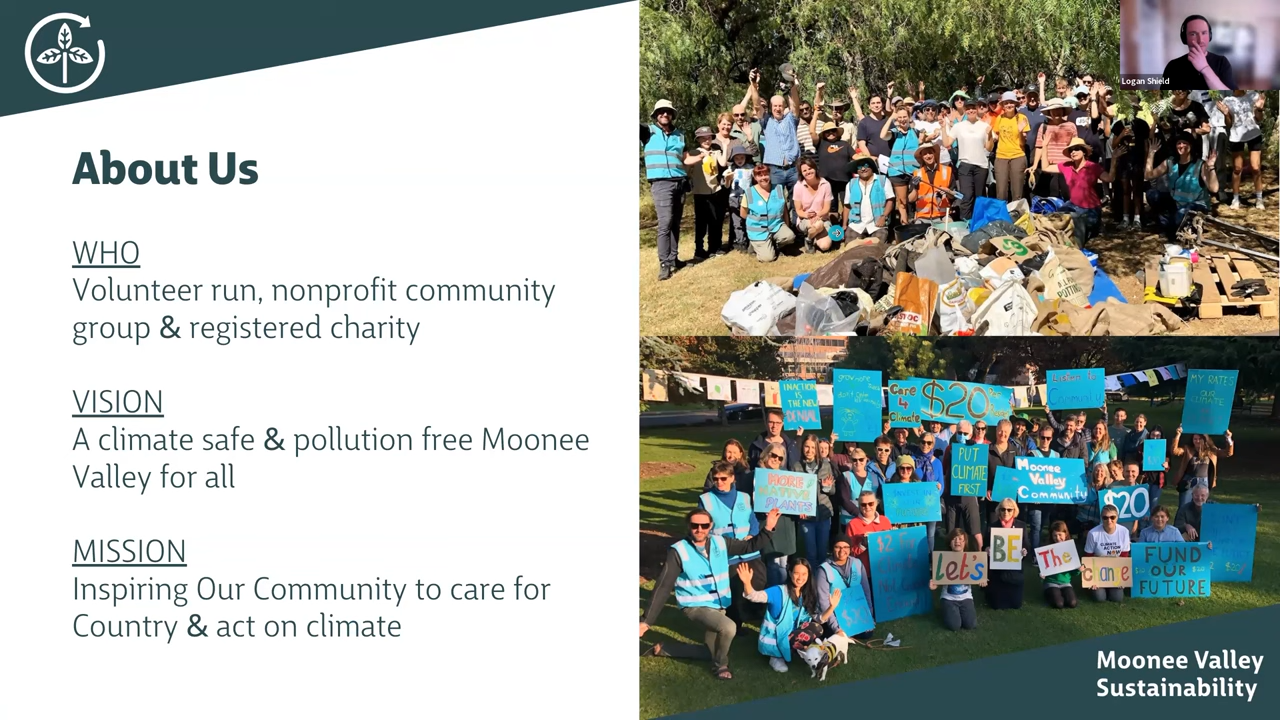 About Us
WHO
Volunteer run, nonprofit community
group & registered charity
VISION
A climate safe & pollution free Moonee
Valley for all
MISSION
Inspiring Our Community to care for
Country & act on climate
Logan Shield
INACTION
IS THE NEW
DENIAL
Care
4
Climate
$20
MY RATES
OUR
CLIMATE
PUT
CLIMATE
FIRST
Moonee
Valley
Community
MORE
NATIVE
PLANTS
$20
Let's
BE
The
change
FUND
OUR
FUTURE
Moonee Valley
Sustainability